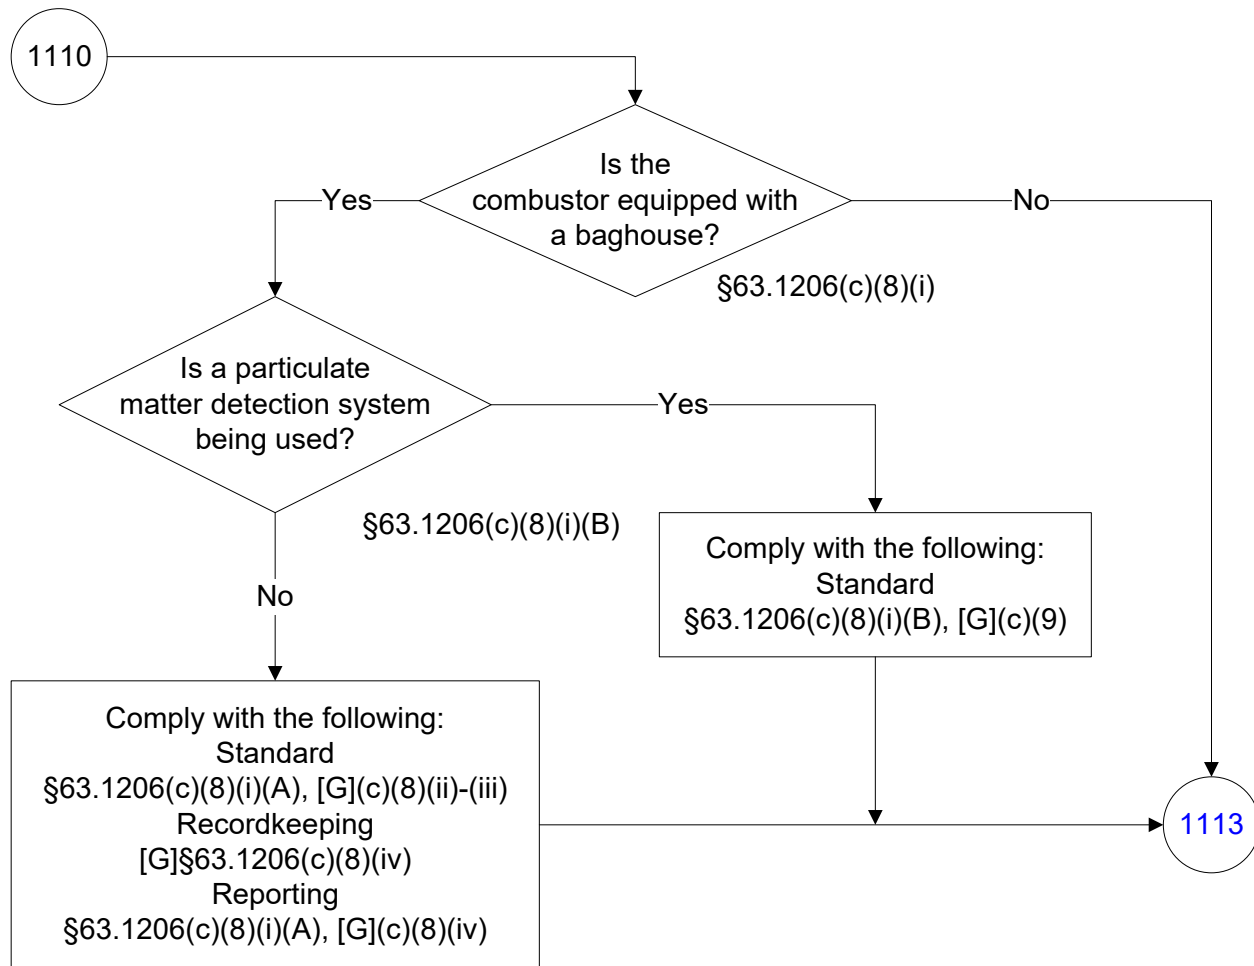 1110
Is the
combustor equipped with
a baghouse?
Yes
No
§63.1206(c)(8)(i)
Is a particulate
matter detection system
being used?
Yes
§63.1206(c)(8)(i)(B)
No
Comply with the following:
Standard
§63.1206(c)(8)(i)(B), [G](c)(9)
Comply with the following:
Standard
§63.1206(c)(8)(i)(A), [G](c)(8)(ii)-(iii)
Recordkeeping
[G]§63.1206(c)(8)(iv)
Reporting
§63.1206(c)(8)(i)(A), [G](c)(8)(iv)
1113